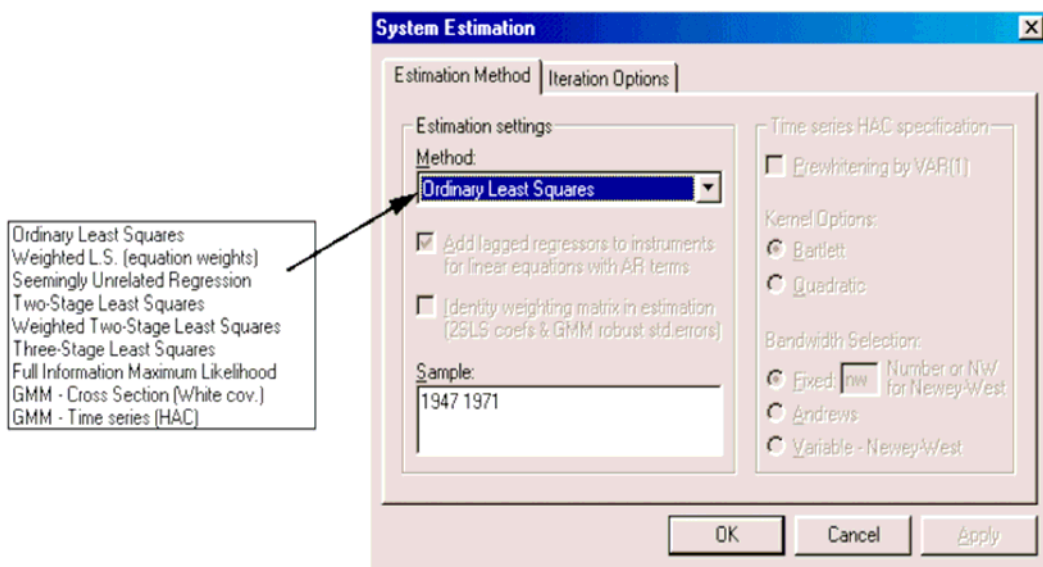 System Estimation
Estimation Method
Iteration Options
Estimation settings
Method:
Ordinary Least Squares
Add lagged regressors to instruments
for linear equations with AR terms
Identity weighting matrix in estimation
(2SLS coefs & GMM robust std.errors)
Sample:
1947 1971
Time series HAC specification
Prewhitening by VAR(1)
Kernel Options:
Bartlett
Quadratic
Bandwidth Selection:
Fixed: nw Number or NW
for Newey-West
Andrews
Variable - Newey-West
OK
Cancel
Apply
Ordinary Least Squares
Weighted L.S. (equation weights)
Seemingly Unrelated Regression
Two-Stage Least Squares
Weighted Two-Stage Least Squares
Three-Stage Least Squares
Full Information Maximum Likelihood
GMM - Cross Section (White cov.)
GMM - Time series (HAC)